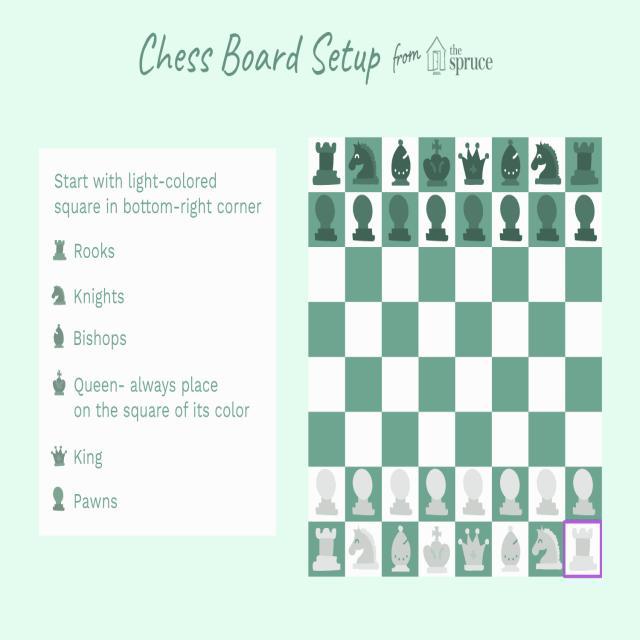 Chess Board Setup from the spruce
Start with light-colored
square in bottom-right corner
Rooks
Knights
Bishops
Queen- always place
on the square of its color
King
Pawns